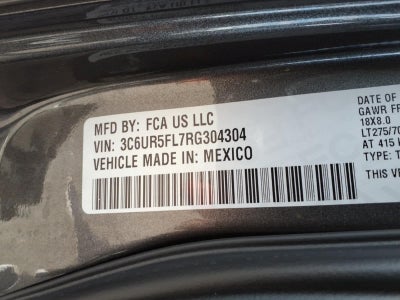 MFD BY: FCA US LLC
VIN: 3C6UR5FL7RG304304
VEHICLE MADE IN: MEXICO
DATE OF
GAWR FR
18X8.0
LT275/70
AT 415 K
TYPE: T
THIS VE